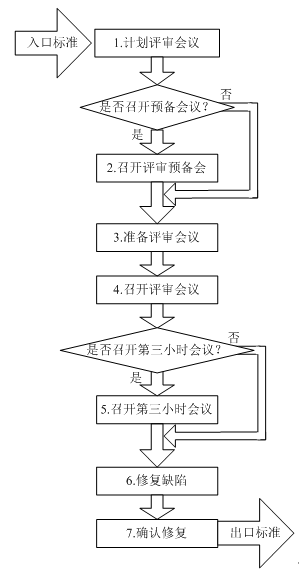 入口标准
1.计划评审会议
是否召开预备会议？
否
是
2.召开评审预备会
3.准备评审会议
4.召开评审会议
是否召开第三小时会议？
否
是
5.召开第三小时会议
6.修复缺陷
7.确认修复
出口标准